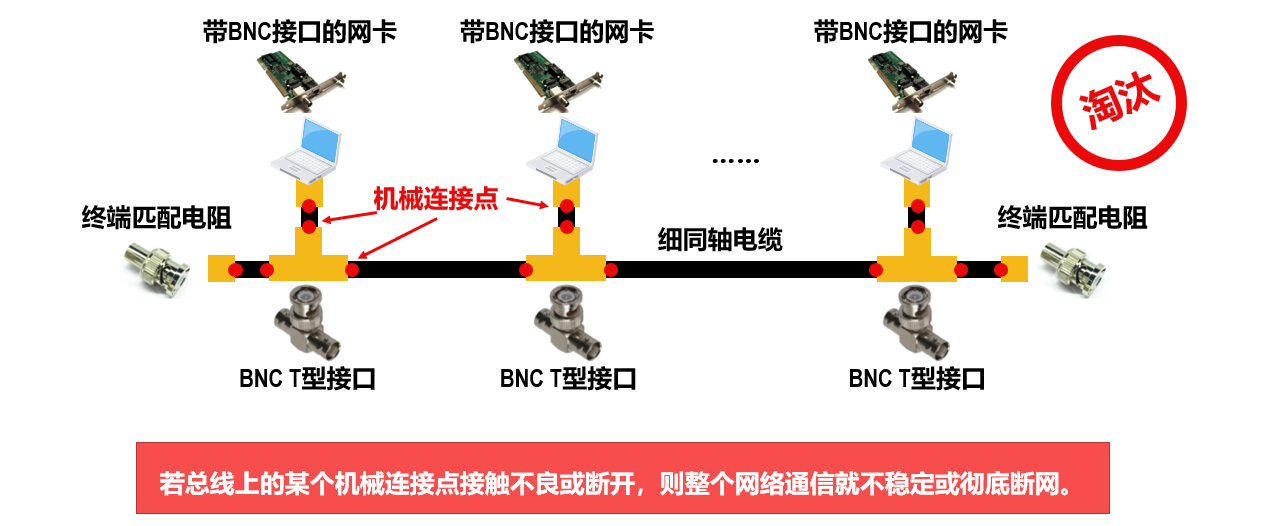 带BNC接口的网卡
带BNC接口的网卡
带BNC接口的网卡
淘汰
……
机械连接点
终端匹配电阻
细同轴电缆
终端匹配电阻
BNC T型接口
BNC T型接口
BNC T型接口
若总线上的某个机械连接点接触不良或断开，则整个网络通信就不稳定或彻底断网。